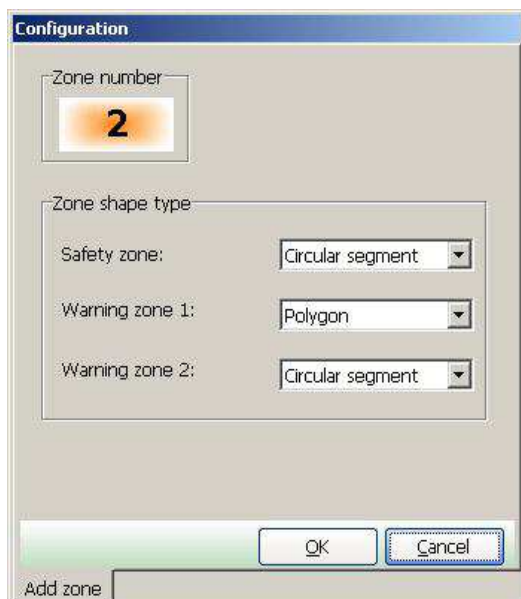 Configuration
Zone number
2
Zone shape type
Safety zone: Circular segment
Warning zone 1: Polygon
Warning zone 2: Circular segment
OK Cancel
Add zone